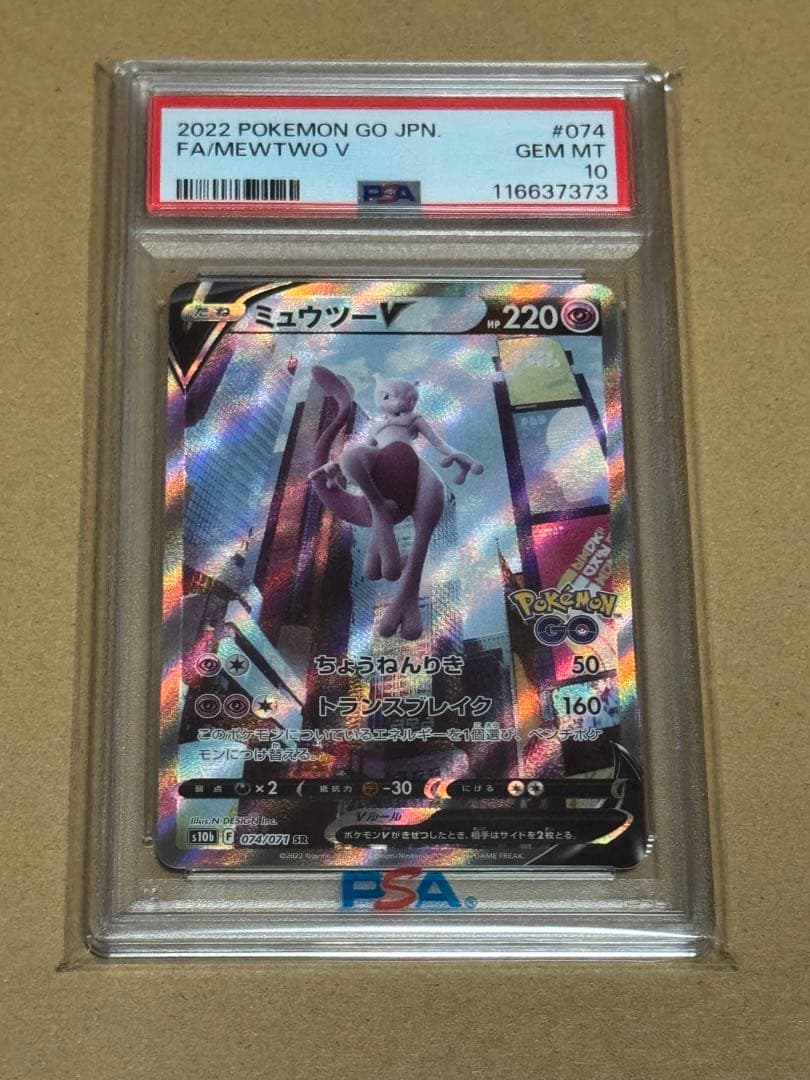 2022 POKEMON GO JPN. #074
FA/MEWTWO V GEM MT
10
PSA 116637373
たね ミュウツーV HP 220
Pokémon
GO
ちょうねんりき 50
トランスブレイク 160
このポケモンについているエネルギーを1個選び、ベンチポケ
モンにつけ替える。
弱点 ×2 抵抗力 -30 にげる
Illus. N-DESIGN Inc.
Vルール
s10b F 074/071 SR ポケモンVがきぜつしたとき、相手はサイドを2枚とる。
©2022 GAME FREAK.
PSA